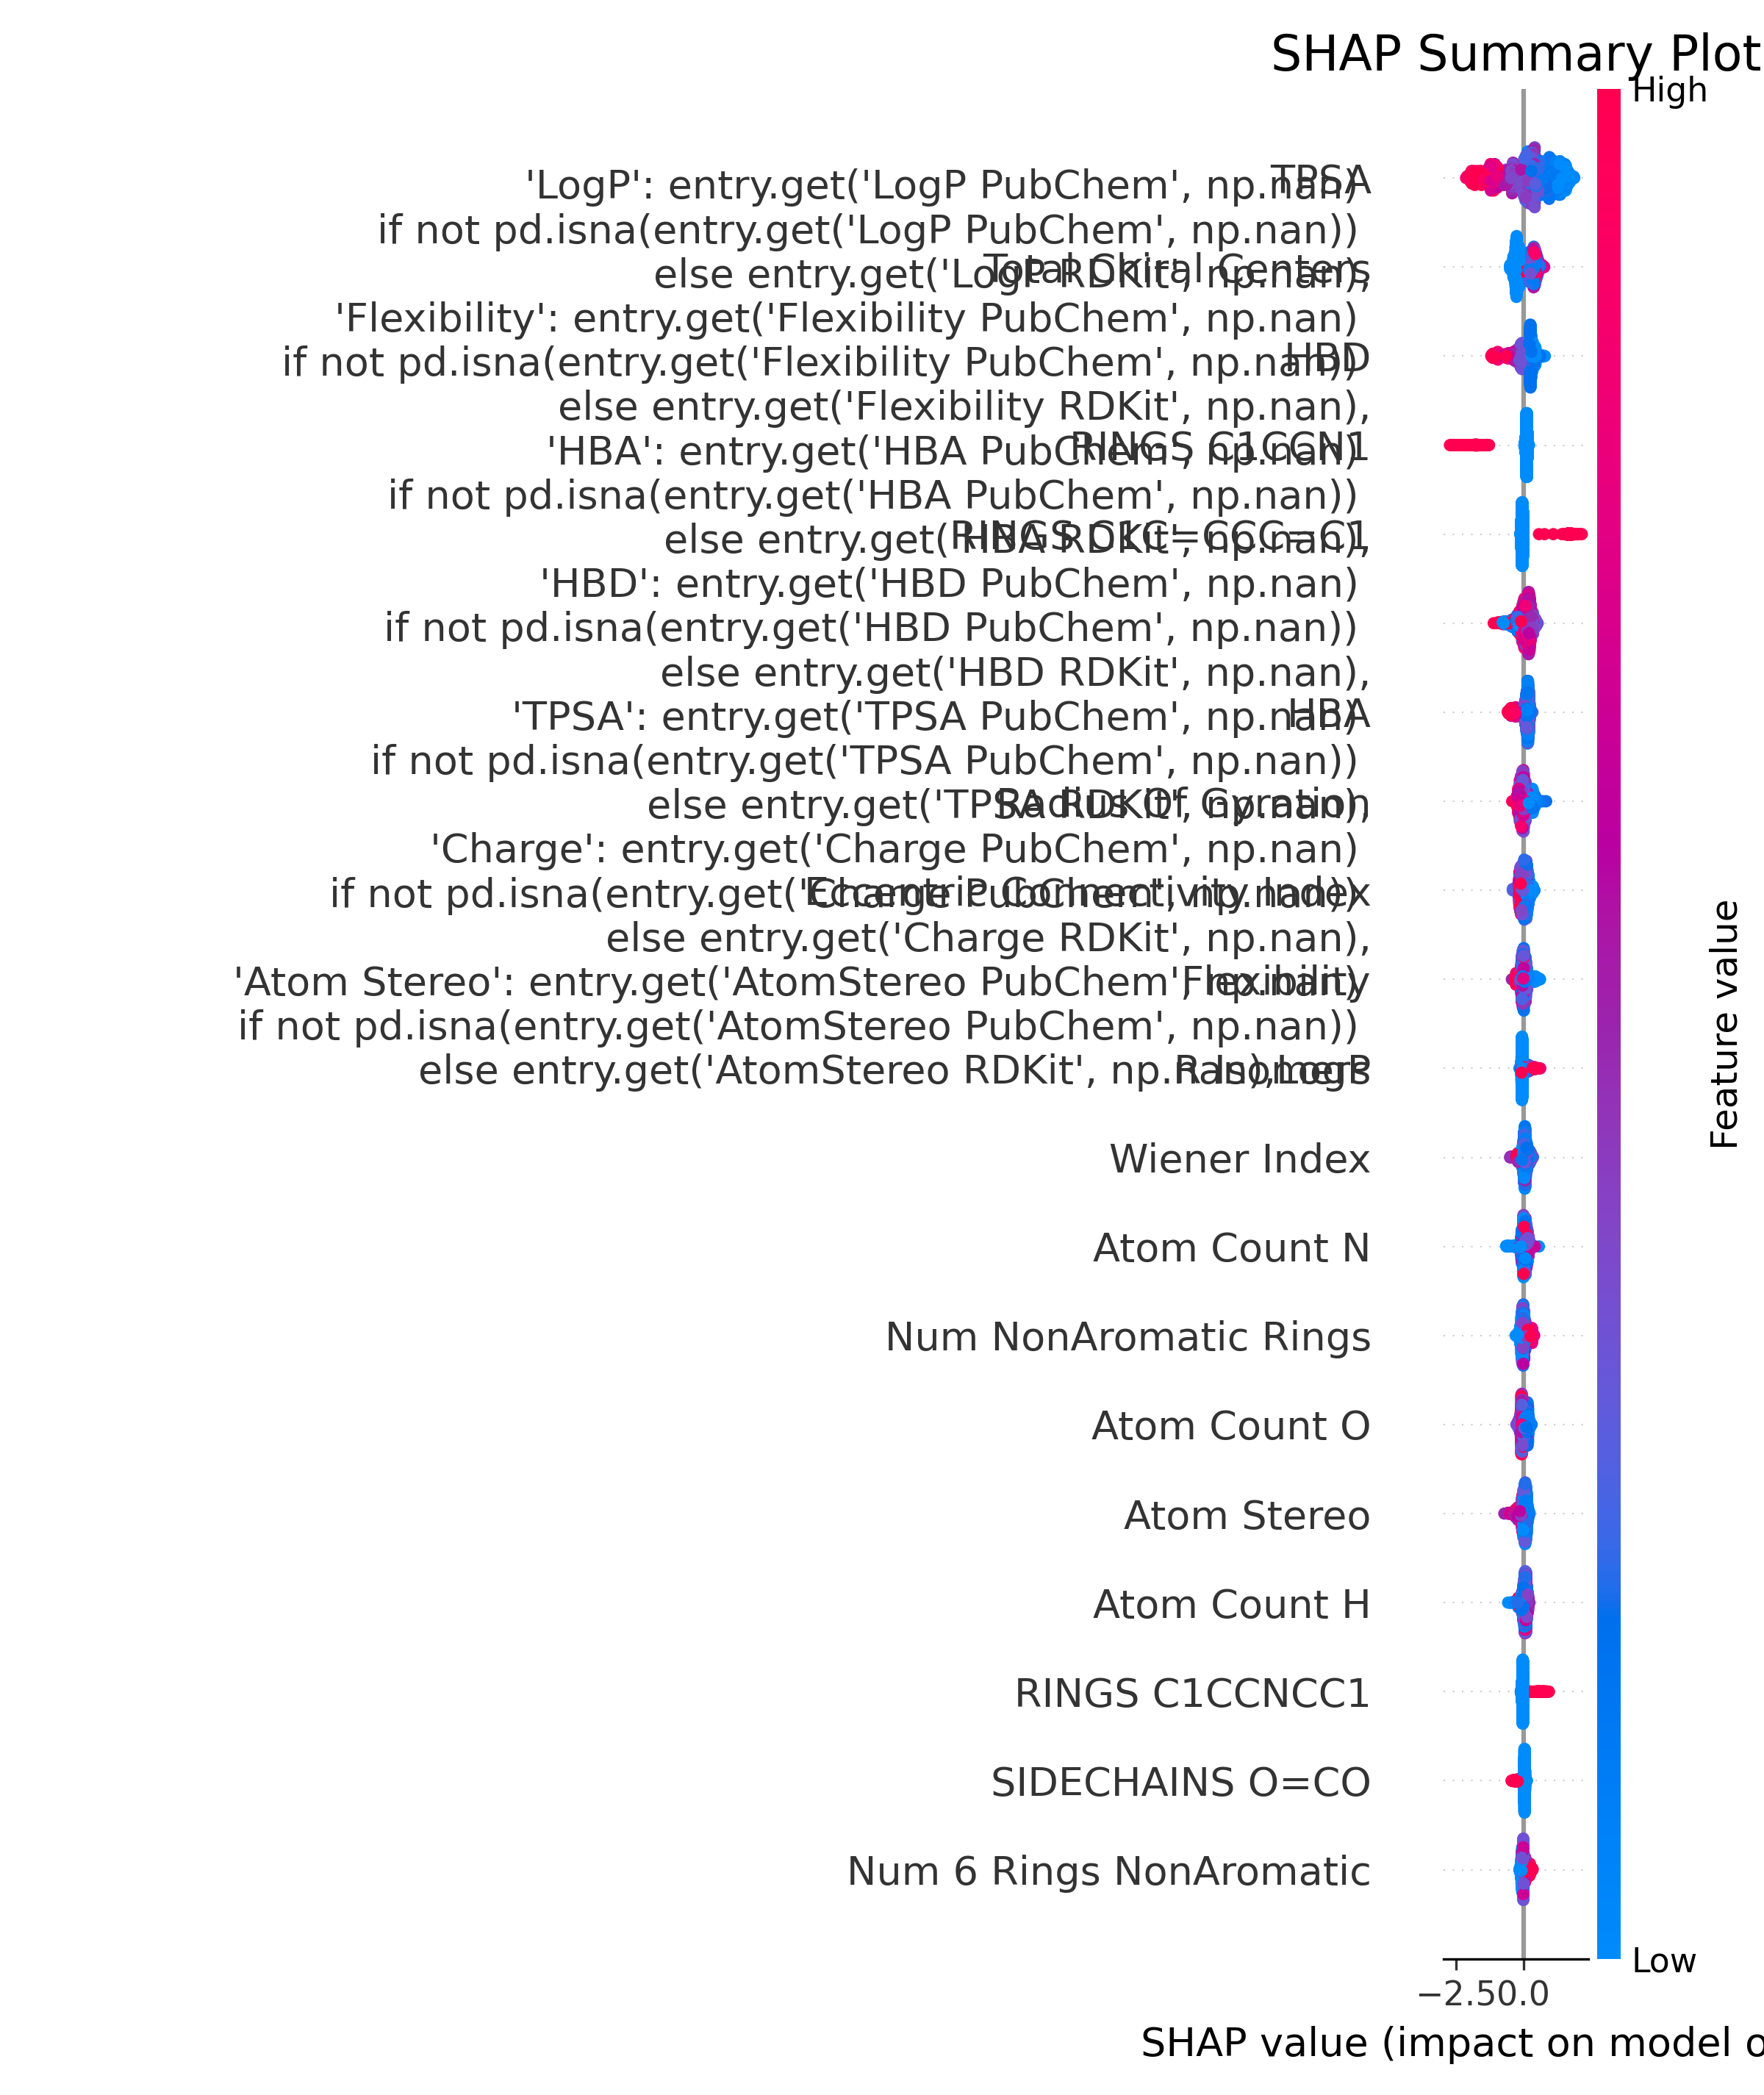 SHAP Summary Plot
High
TPSA
'LogP': entry.get('LogP PubChem', np.nan)
if not pd.isna(entry.get('LogP PubChem', np.nan))
else entry.get('LogP RDKit', np.nan),
Total Chiral Centers
'Flexibility': entry.get('Flexibility PubChem', np.nan)
if not pd.isna(entry.get('Flexibility PubChem', np.nan))
HBD
else entry.get('Flexibility RDKit', np.nan),
'HBA': entry.get('HBA PubChem', np.nan)
RINGS C1CCN1
if not pd.isna(entry.get('HBA PubChem', np.nan))
else entry.get('HBA RDKit', np.nan),
RINGS C1C=CCC=C1
'HBD': entry.get('HBD PubChem', np.nan)
if not pd.isna(entry.get('HBD PubChem', np.nan))
else entry.get('HBD RDKit', np.nan),
'TPSA': entry.get('TPSA PubChem', np.nan)
HBA
if not pd.isna(entry.get('TPSA PubChem', np.nan))
else entry.get('TPSA RDKit', np.nan),
Radius Of Gyration
'Charge': entry.get('Charge PubChem', np.nan)
if not pd.isna(entry.get('Charge PubChem', np.nan))
Eccentric Connectivity Index
else entry.get('Charge RDKit', np.nan),
'Atom Stereo': entry.get('AtomStereo PubChem', np.nan)
Flexibility
if not pd.isna(entry.get('AtomStereo PubChem', np.nan))
else entry.get('AtomStereo RDKit', np.nan),LogP
R Isomers
Wiener Index
Atom Count N
Num NonAromatic Rings
Atom Count O
Atom Stereo
Atom Count H
RINGS C1CCNCC1
SIDECHAINS O=CO
Num 6 Rings NonAromatic
Feature value
Low
−2.5
0.0
SHAP value (impact on model o